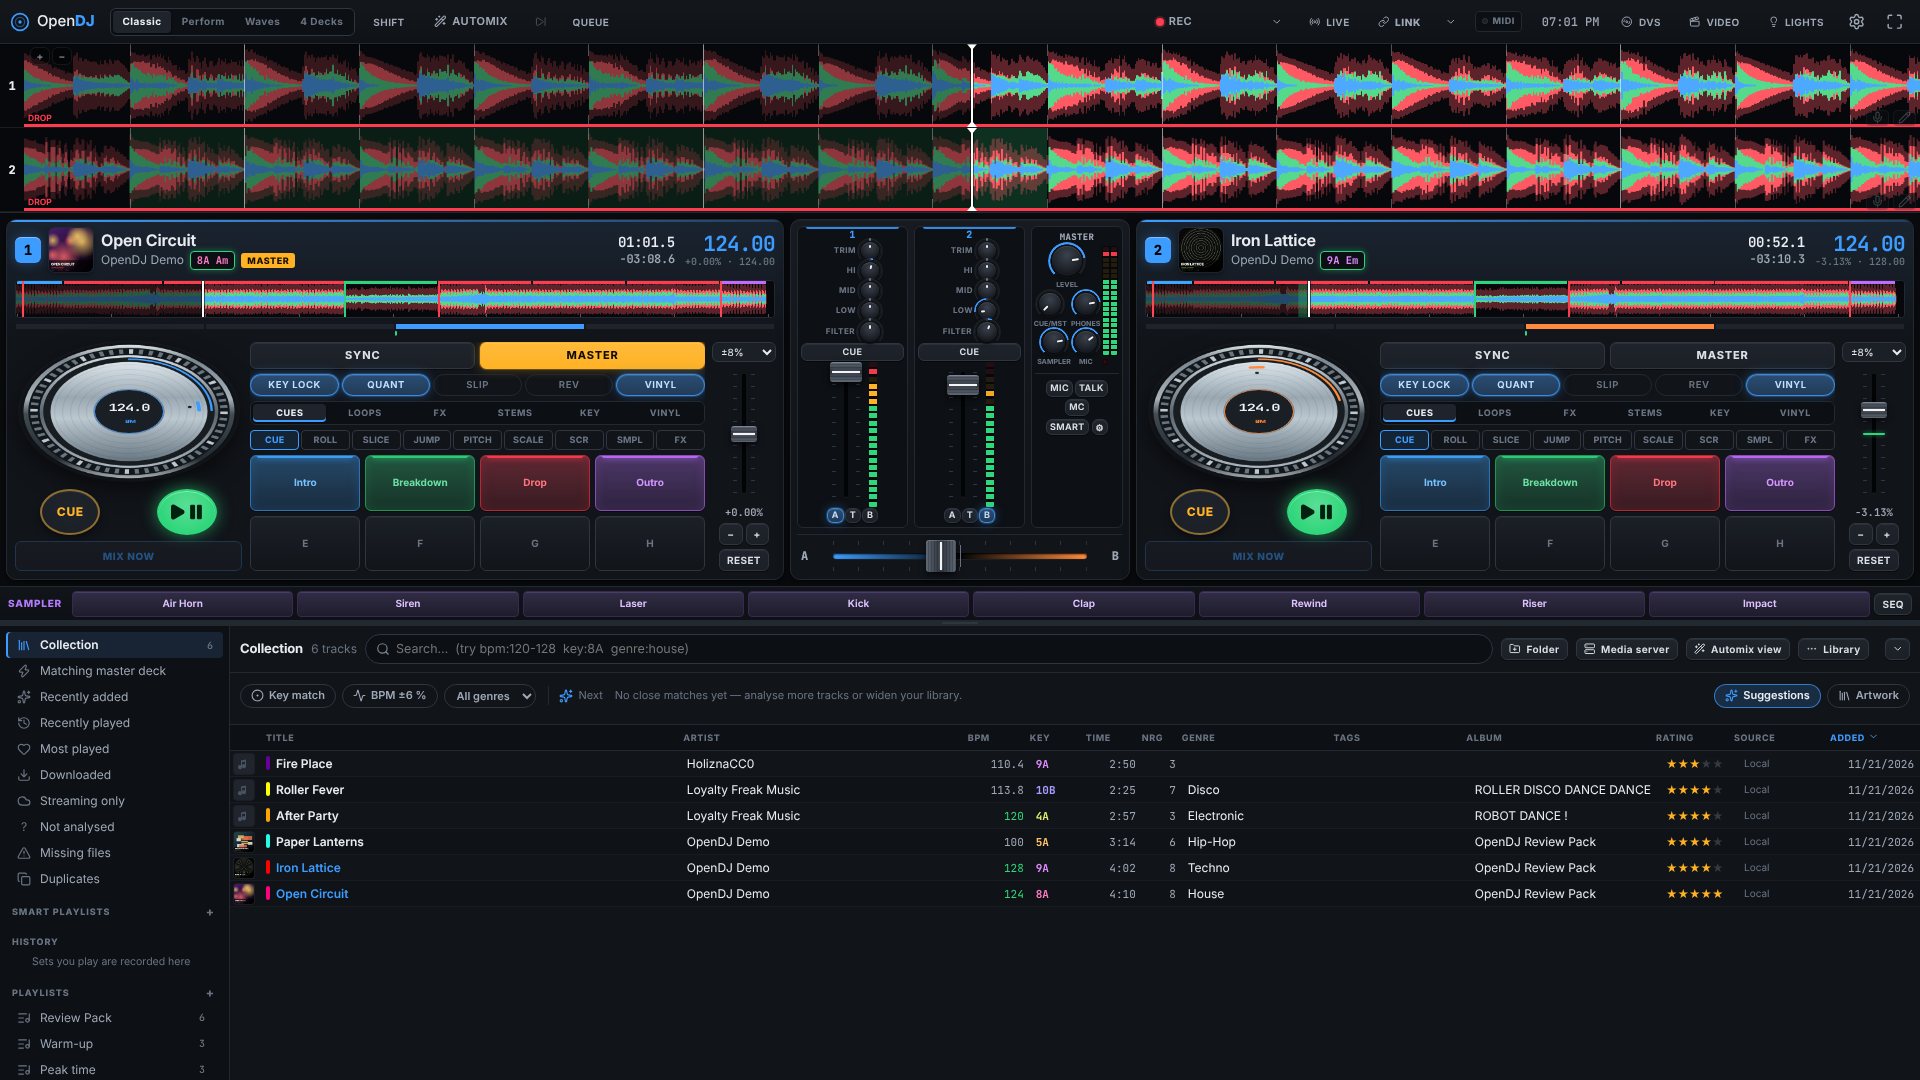 OpenDJ Classic Perform Waves 4 Decks SHIFT AUTOMIX QUEUE REC LIVE LINK MIDI 07:01 PM DVS VIDEO LIGHTS
+ −
1
DROP
2
DROP
1 Open Circuit 01:01.5 124.00
OpenDJ Demo 8A Am MASTER -03:08.6 +0.00% · 124.00
SYNC MASTER ±8%
KEY LOCK QUANT SLIP REV VINYL
124.0
CUES LOOPS FX STEMS KEY VINYL
CUE ROLL SLICE JUMP PITCH SCALE SCR SMPL FX
Intro Breakdown Drop Outro
CUE +0.00%
E F G H − +
MIX NOW RESET
1 2 MASTER
TRIM TRIM
HI HI
LEVEL
MID MID
LOW LOW
CUE/MST PHONES
FILTER FILTER
CUE CUE
SAMPLER MIC
MIC TALK
MC
SMART
A T B A T B
A B
2 Iron Lattice 00:52.1 124.00
OpenDJ Demo 9A Em -03:10.3 -3.13% · 128.00
SYNC MASTER ±8%
KEY LOCK QUANT SLIP REV VINYL
124.0
CUES LOOPS FX STEMS KEY VINYL
CUE ROLL SLICE JUMP PITCH SCALE SCR SMPL FX
Intro Breakdown Drop Outro
CUE -3.13%
E F G H − +
MIX NOW RESET
SAMPLER Air Horn Siren Laser Kick Clap Rewind Riser Impact SEQ
Collection 6
Matching master deck
Recently added
Recently played
Most played
Downloaded
Streaming only
? Not analysed
Missing files
Duplicates
SMART PLAYLISTS +
HISTORY
Sets you play are recorded here
PLAYLISTS +
Review Pack 6
Warm-up 3
Peak time 3
Collection 6 tracks Search... (try bpm:120-128 key:8A genre:house) Folder Media server Automix view Library
Key match BPM ±6 % All genres Next No close matches yet — analyse more tracks or widen your library. Suggestions Artwork
TITLE ARTIST BPM KEY TIME NRG GENRE TAGS ALBUM RATING SOURCE ADDED
Fire Place HoliznaCC0 110.4 9A 2:50 3 ★★★★★ Local 11/21/2026
Roller Fever Loyalty Freak Music 113.8 10B 2:25 7 Disco ROLLER DISCO DANCE DANCE ★★★★★ Local 11/21/2026
After Party Loyalty Freak Music 120 4A 2:57 3 Electronic ROBOT DANCE ! ★★★★★ Local 11/21/2026
Paper Lanterns OpenDJ Demo 100 5A 3:14 6 Hip-Hop OpenDJ Review Pack ★★★★★ Local 11/21/2026
Iron Lattice OpenDJ Demo 128 9A 4:02 8 Techno OpenDJ Review Pack ★★★★★ Local 11/21/2026
Open Circuit OpenDJ Demo 124 8A 4:10 8 House OpenDJ Review Pack ★★★★★ Local 11/21/2026